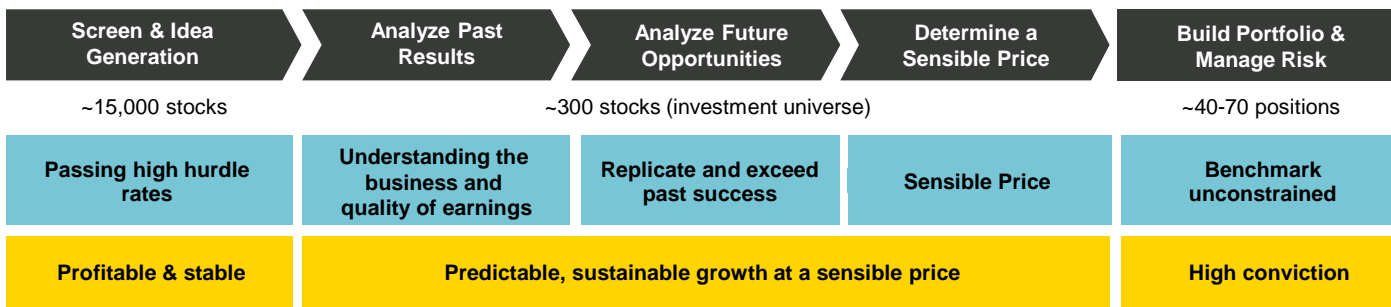 Screen & Idea
Generation
Analyze Past
Results
Analyze Future
Opportunities
Determine a
Sensible Price
Build Portfolio &
Manage Risk
~15,000 stocks
~300 stocks (investment universe)
~40-70 positions
Passing high hurdle
rates
Understanding the
business and
quality of earnings
Replicate and exceed
past success
Sensible Price
Benchmark
unconstrained
Profitable & stable
Predictable, sustainable growth at a sensible price
High conviction